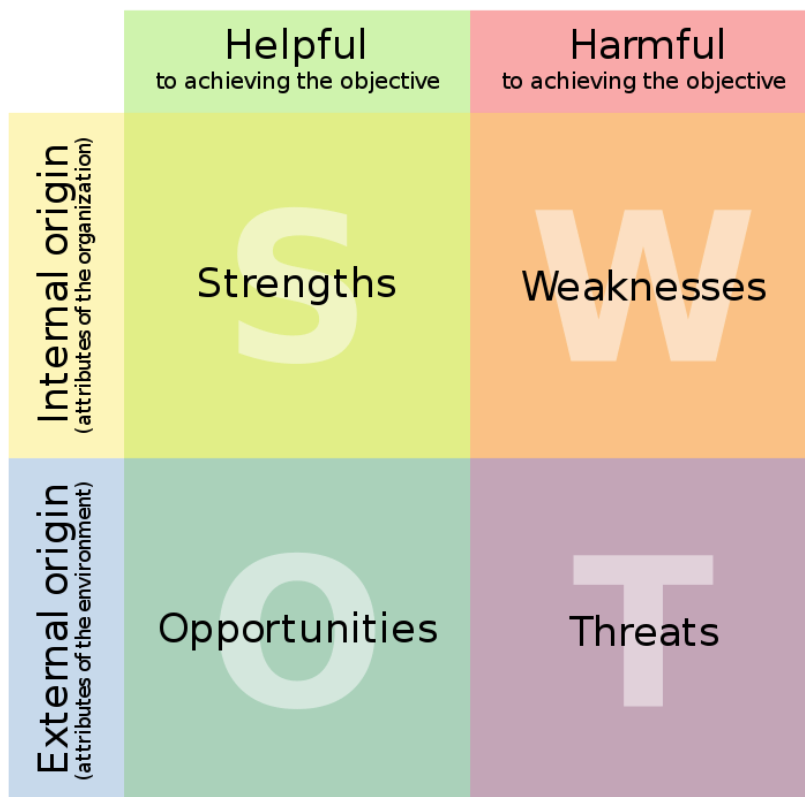 Helpful
to achieving the objective
Harmful
to achieving the objective
Internal origin
(attributes of the organization)
S
Strengths
W
Weaknesses
External origin
(attributes of the environment)
O
Opportunities
T
Threats